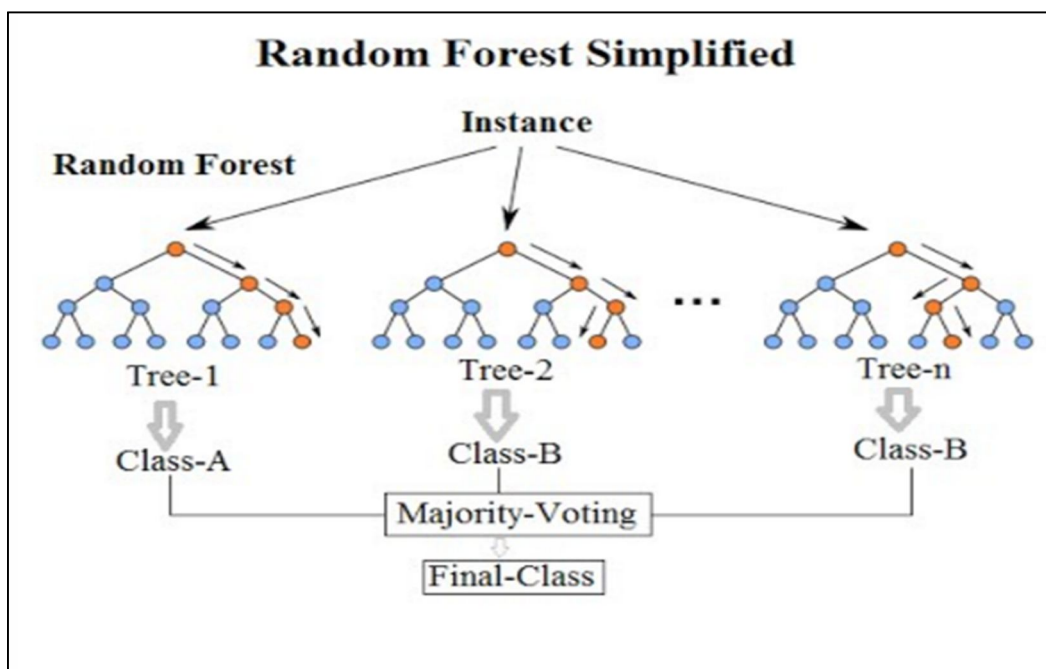 Random Forest Simplified
Instance
Random Forest
...
Tree-1
Tree-2
Tree-n
Class-A
Class-B
Class-B
Majority-Voting
Final-Class